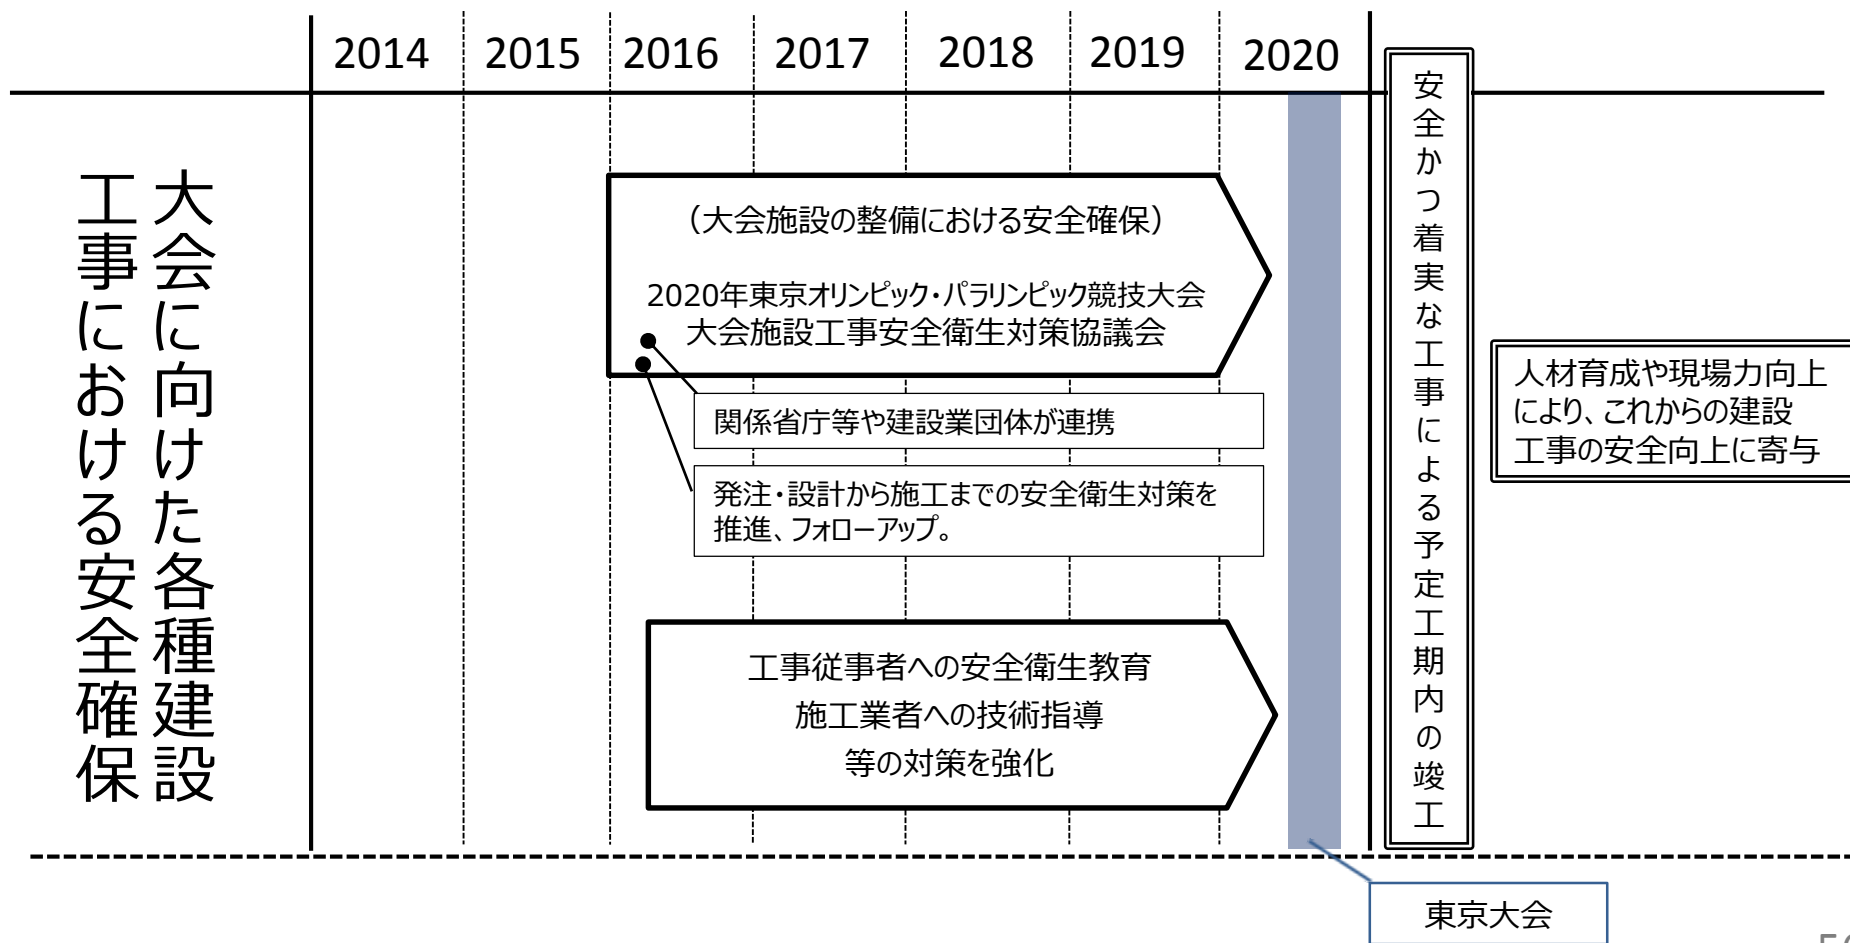 2014 2015 2016 2017 2018 2019 2020
大会に向けた各種建設
工事における安全確保
（大会施設の整備における安全確保）
2020年東京オリンピック・パラリンピック競技大会
大会施設工事安全衛生対策協議会
関係省庁等や建設業団体が連携
発注・設計から施工までの安全衛生対策を
推進、フォローアップ。
工事従事者への安全衛生教育
施工業者への技術指導
等の対策を強化
安全かつ着実な工事による予定工期内の竣工
人材育成や現場力向上
により、これからの建設
工事の安全向上に寄与
東京大会